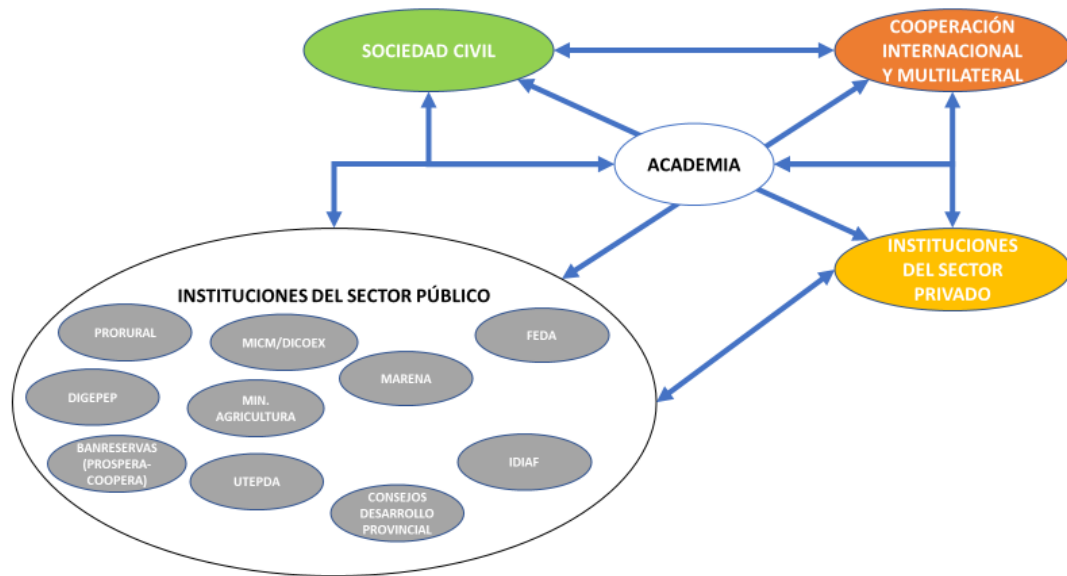 SOCIEDAD CIVIL
COOPERACIÓN
INTERNACIONAL
Y MULTILATERAL
ACADEMIA
INSTITUCIONES
DEL SECTOR
PRIVADO
INSTITUCIONES DEL SECTOR PÚBLICO
PRORURAL
MICM/DICOEX
FEDA
MARENA
DIGEPEP
MIN.
AGRICULTURA
BANRESERVAS
(PROSPERA-
COOPERA)
UTEPDA
IDIAF
CONSEJOS
DESARROLLO
PROVINCIAL